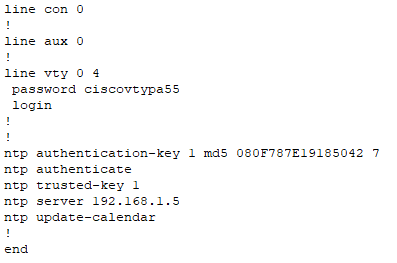 line con 0
!
line aux 0
!
line vty 0 4
 password ciscovtypa55
 login
!
!
ntp authentication-key 1 md5 080F787E19185042 7
ntp authenticate
ntp trusted-key 1
ntp server 192.168.1.5
ntp update-calendar
!
end